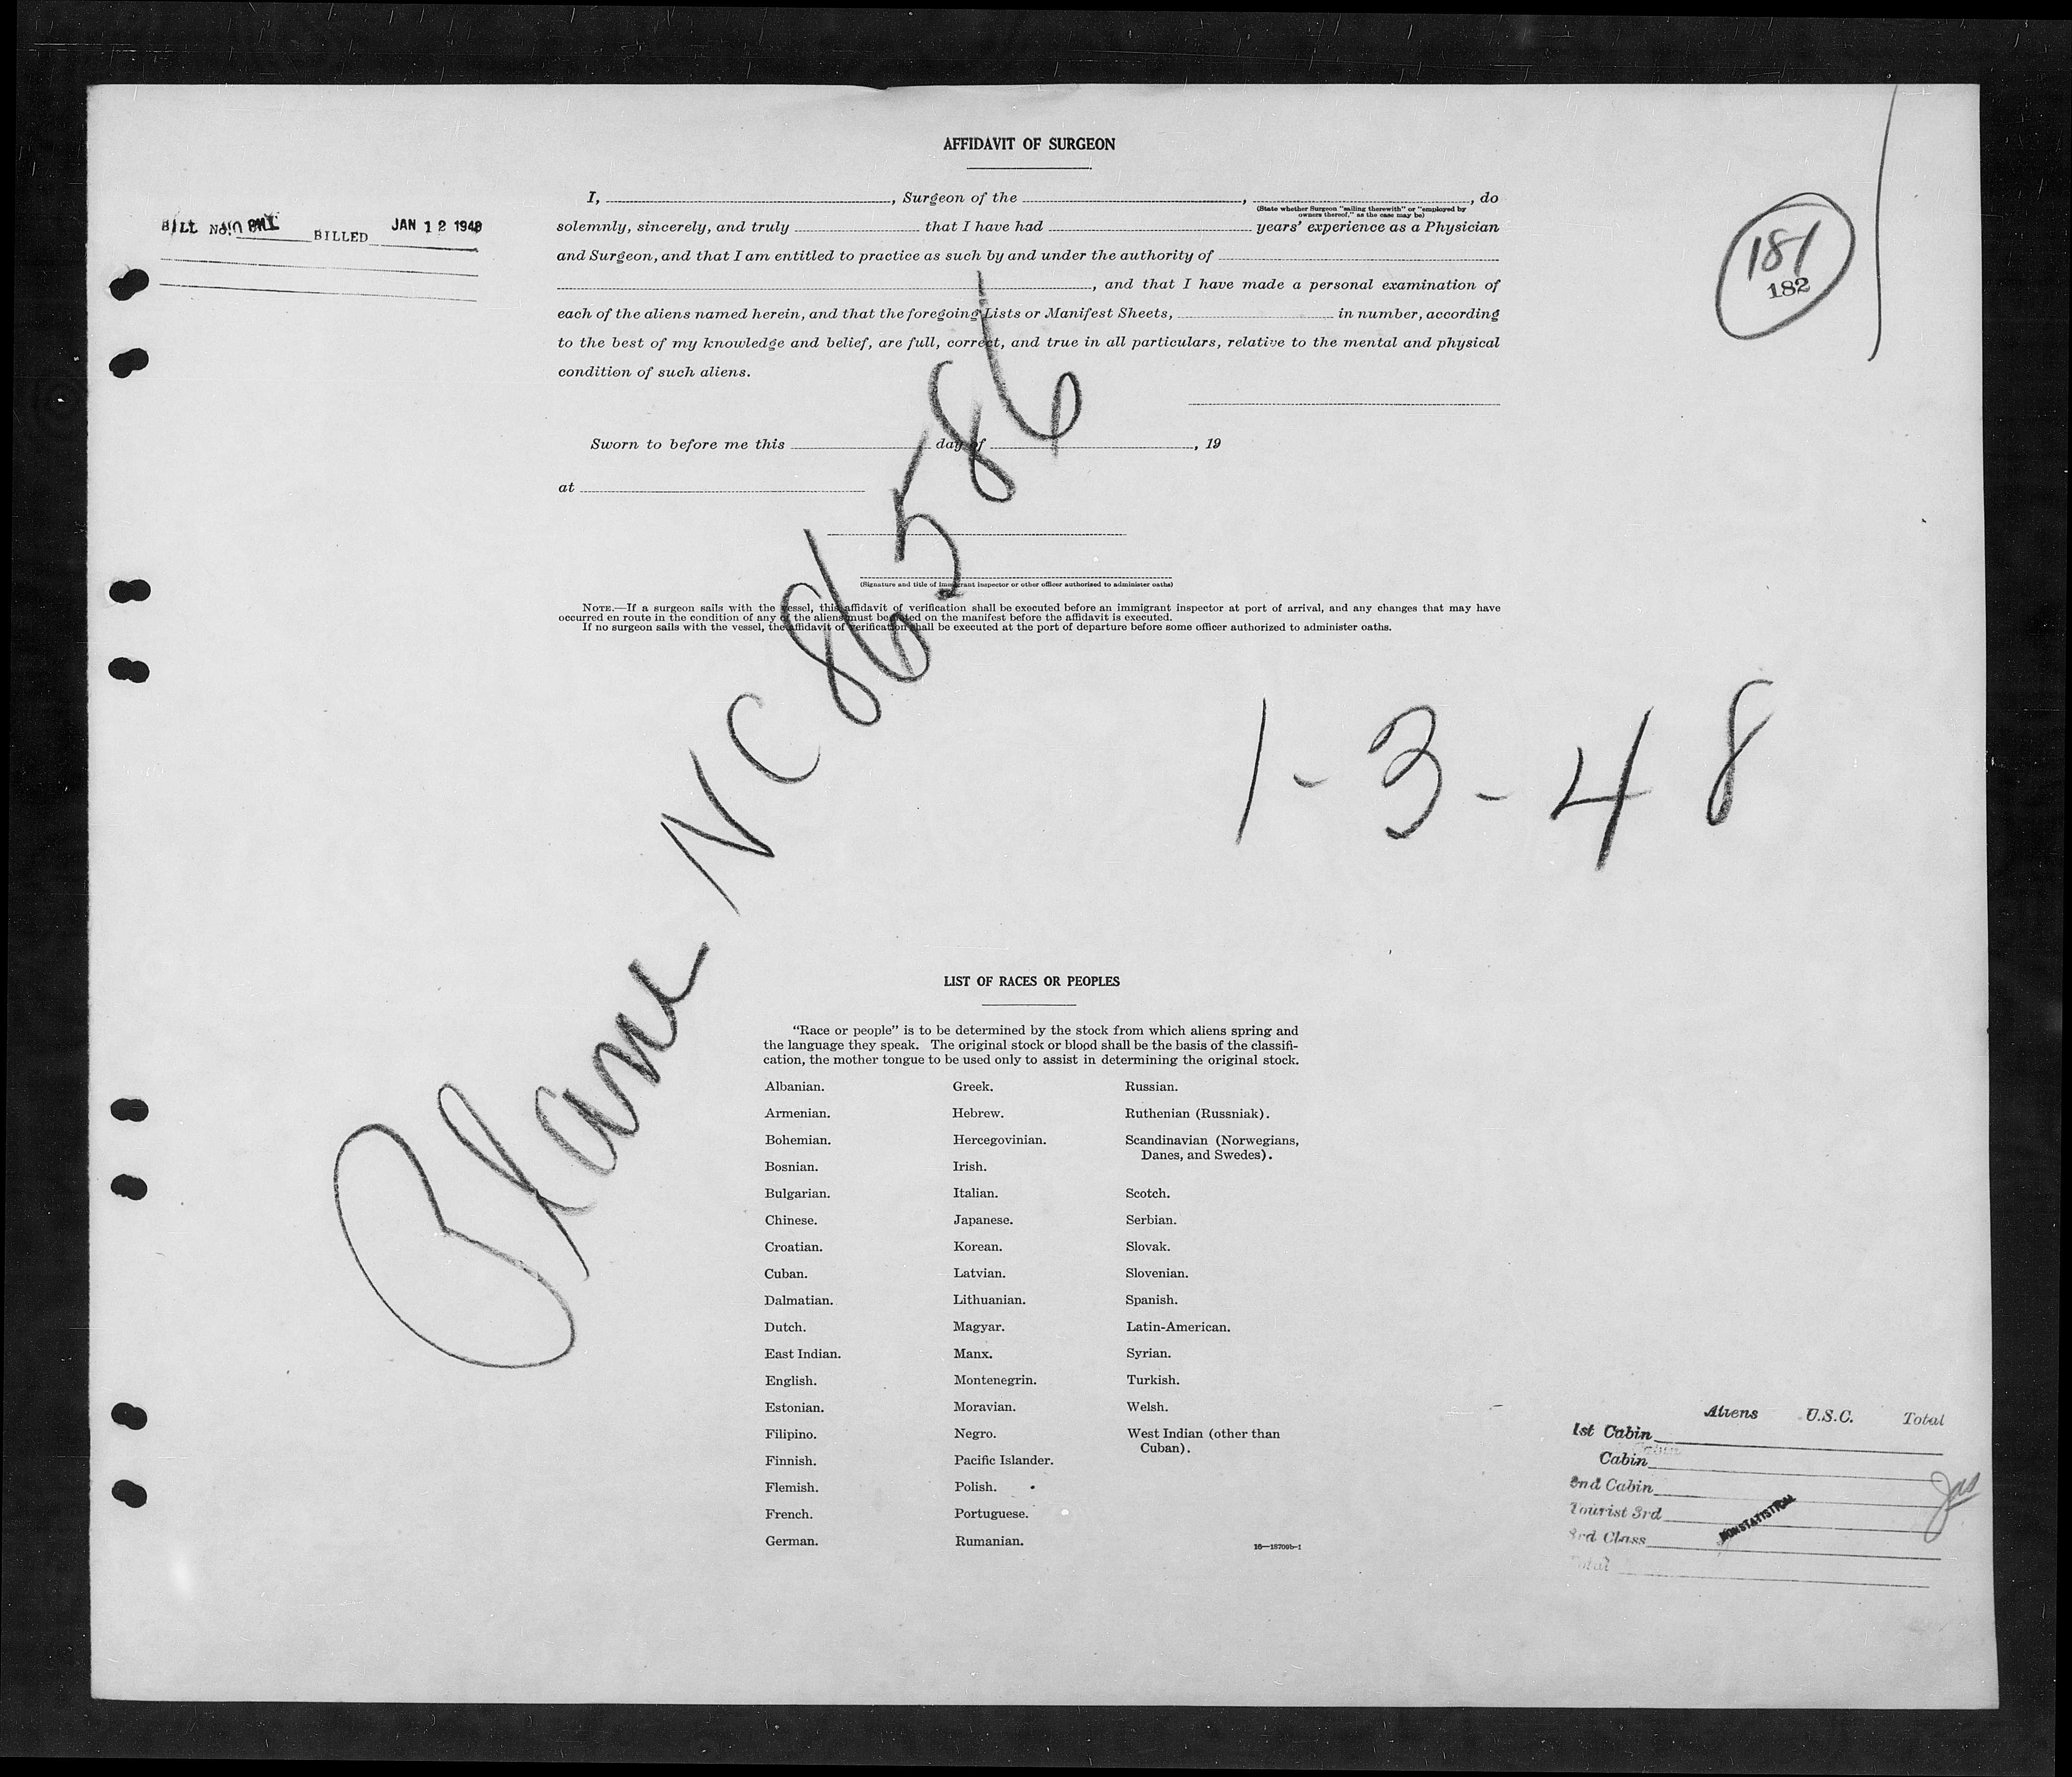 AFFIDAVIT OF SURGEON
I, , Surgeon of the , , do
(State whether Surgeon "sailing therewith" or "employed by
owners thereof," as the case may be)
solemnly, sincerely, and truly that I have had years' experience as a Physician
and Surgeon, and that I am entitled to practice as such by and under the authority of
, and that I have made a personal examination of
each of the aliens named herein, and that the foregoing Lists or Manifest Sheets, in number, according
to the best of my knowledge and belief, are full, correct, and true in all particulars, relative to the mental and physical
condition of such aliens.
BILL No. BILLED JAN 12 1948
181
182
Sworn to before me this day of , 19
at
(Signature and title of immigrant inspector or other officer authorized to administer oaths)
NOTE.—If a surgeon sails with the vessel, this affidavit of verification shall be executed before an immigrant inspector at port of arrival, and any changes that may have
occurred en route in the condition of any of the aliens must be noted on the manifest before the affidavit is executed.
If no surgeon sails with the vessel, the affidavit of verification shall be executed at the port of departure before some officer authorized to administer oaths.
Plane NC 86586
1-3-48
LIST OF RACES OR PEOPLES
"Race or people" is to be determined by the stock from which aliens spring and
the language they speak. The original stock or blood shall be the basis of the classifi-
cation, the mother tongue to be used only to assist in determining the original stock.
Albanian.
Armenian.
Bohemian.
Bosnian.
Bulgarian.
Chinese.
Croatian.
Cuban.
Dalmatian.
Dutch.
East Indian.
English.
Estonian.
Filipino.
Finnish.
Flemish.
French.
German.
Greek.
Hebrew.
Hercegovinian.
Irish.
Italian.
Japanese.
Korean.
Latvian.
Lithuanian.
Magyar.
Manx.
Montenegrin.
Moravian.
Negro.
Pacific Islander.
Polish.
Portuguese.
Rumanian.
Russian.
Ruthenian (Russniak).
Scandinavian (Norwegians,
Danes, and Swedes).
Scotch.
Serbian.
Slovak.
Slovenian.
Spanish.
Latin-American.
Syrian.
Turkish.
Welsh.
West Indian (other than
Cuban).
16—18709b-1
Aliens U.S.C. Total
1st Cabin
Cabin
2nd Cabin
Tourist 3rd
3rd Class
Total
NONSTATISTICAL